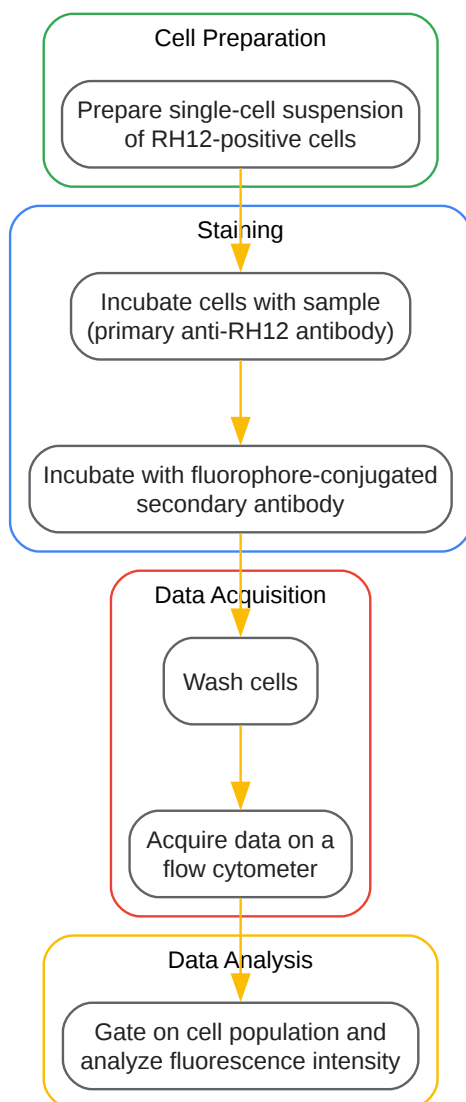 Cell Preparation
Prepare single-cell suspension
of RH12-positive cells
Staining
Incubate cells with sample
(primary anti-RH12 antibody)
Incubate with fluorophore-conjugated
secondary antibody
Data Acquisition
Wash cells
Acquire data on a
flow cytometer
Data Analysis
Gate on cell population and
analyze fluorescence intensity